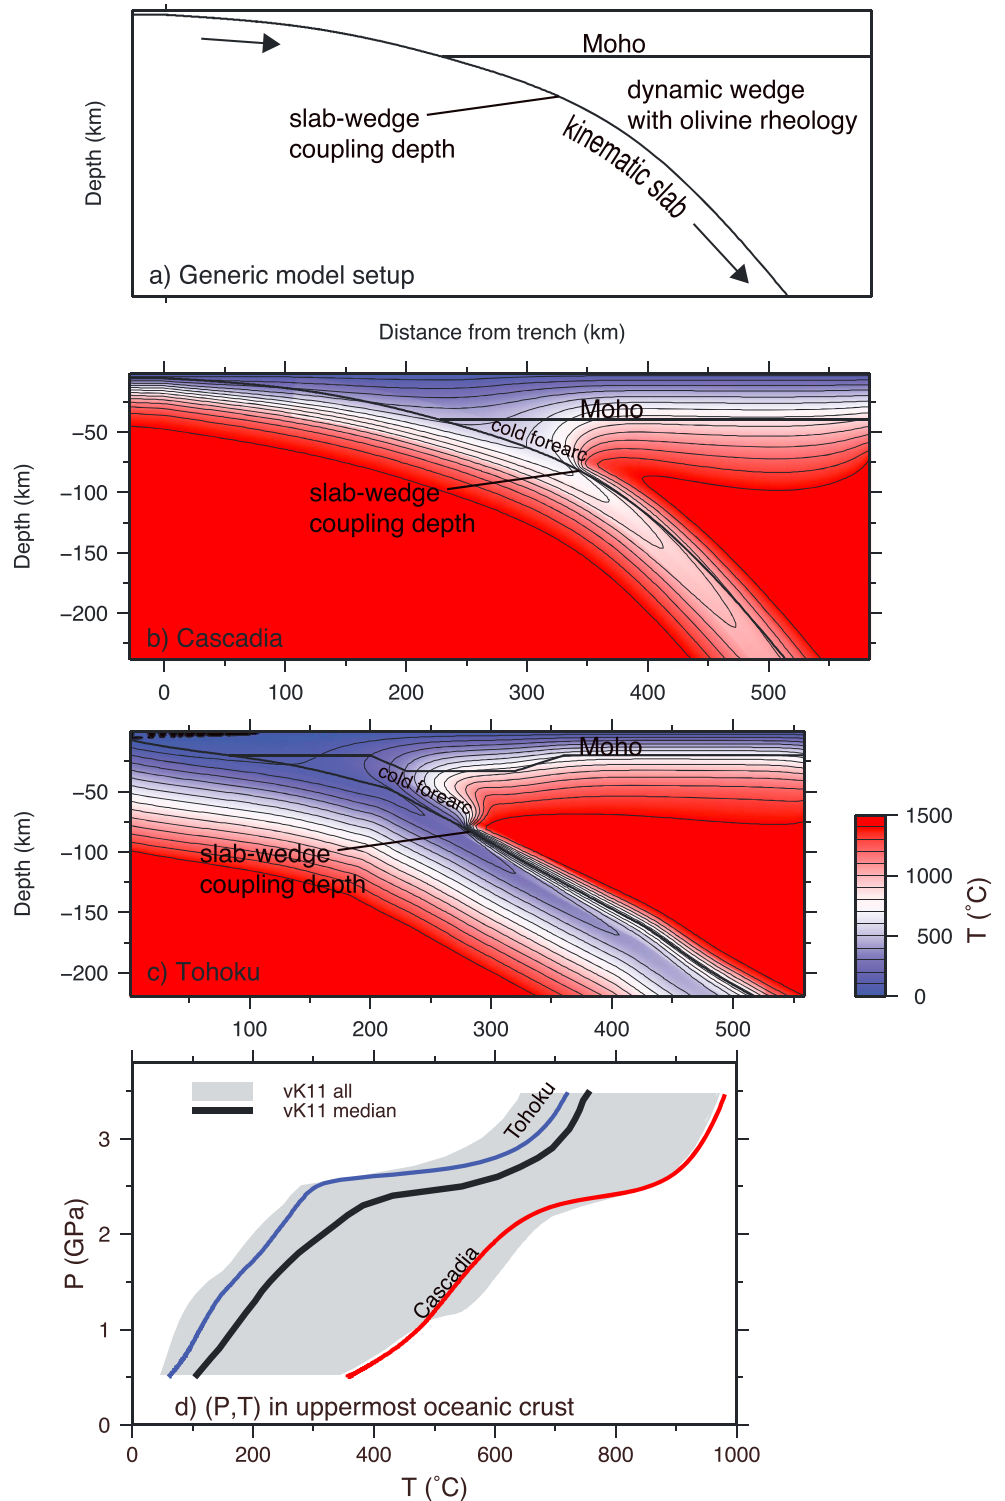 Moho
dynamic wedge
with olivine rheology
slab-wedge
coupling depth
kinematic slab
Depth (km)
a) Generic model setup
Distance from trench (km)
Moho
cold forearc
−50
−100
−150
−200
Depth (km)
slab-wedge
coupling depth
b) Cascadia
0 100 200 300 400 500
Moho
cold forearc
−50
−100
−150
−200
Depth (km)
slab-wedge
coupling depth
c) Tohoku
100 200 300 400 500
1500
1000
500
0
T (˚C)
vK11 all
vK11 median
Tohoku
Cascadia
3
2
1
0
P (GPa)
d) (P,T) in uppermost oceanic crust
0 200 400 600 800 1000
T (˚C)